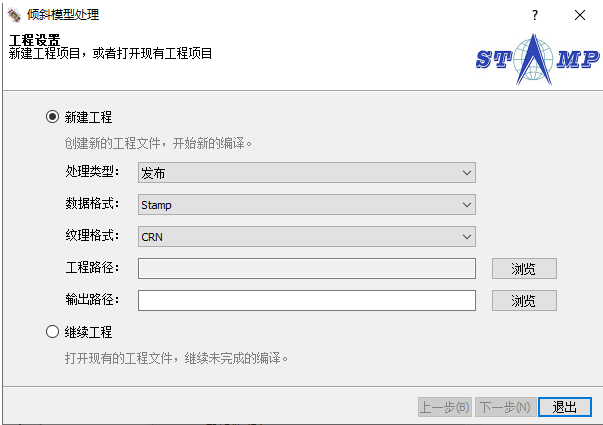 倾斜模型处理
?
工程设置
新建工程项目，或者打开现有工程项目
STAMP
新建工程
创建新的工程文件，开始新的编译。
处理类型：
发布
数据格式：
Stamp
纹理格式：
CRN
工程路径：
浏览
输出路径：
浏览
继续工程
打开现有的工程文件，继续未完成的编译。
上一步(B)
下一步(N)
退出